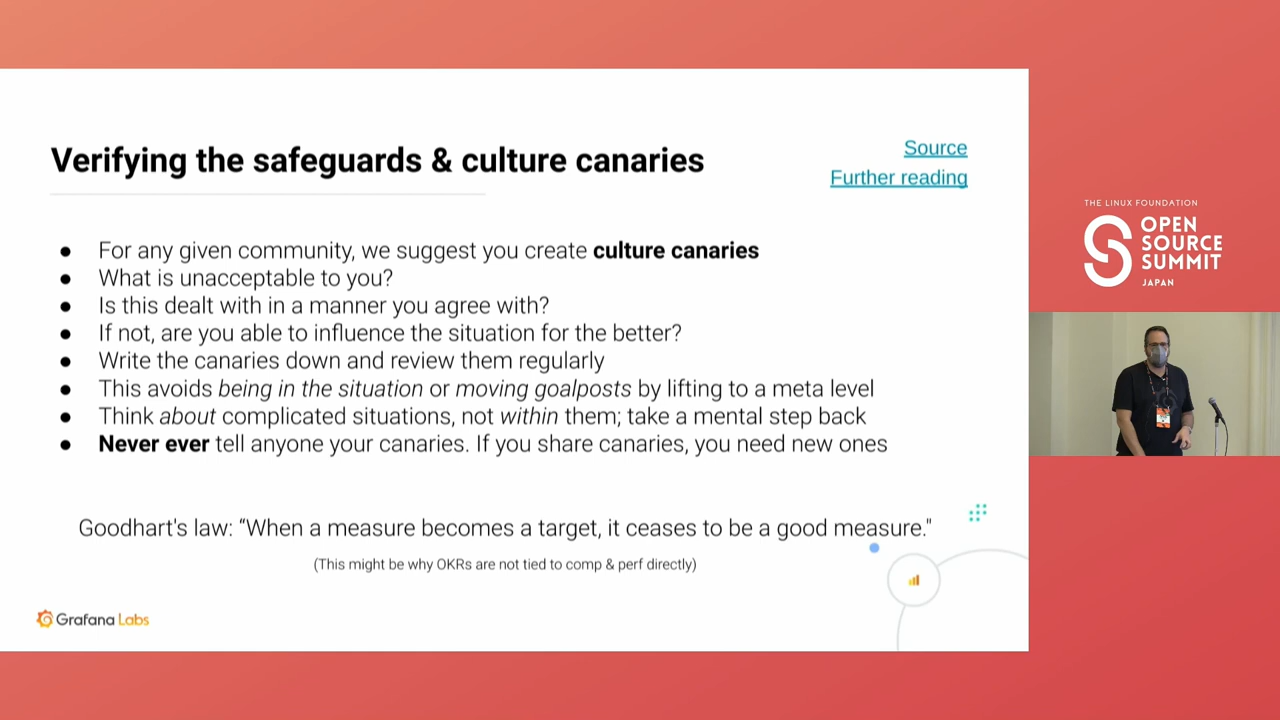 Verifying the safeguards & culture canaries
Source
Further reading
● For any given community, we suggest you create culture canaries
● What is unacceptable to you?
● Is this dealt with in a manner you agree with?
● If not, are you able to influence the situation for the better?
● Write the canaries down and review them regularly
● This avoids being in the situation or moving goalposts by lifting to a meta level
● Think about complicated situations, not within them; take a mental step back
● Never ever tell anyone your canaries. If you share canaries, you need new ones
Goodhart's law: “When a measure becomes a target, it ceases to be a good measure."
(This might be why OKRs are not tied to comp & perf directly)
Grafana Labs
THE LINUX FOUNDATION
OPEN
SOURCE
SUMMIT
JAPAN